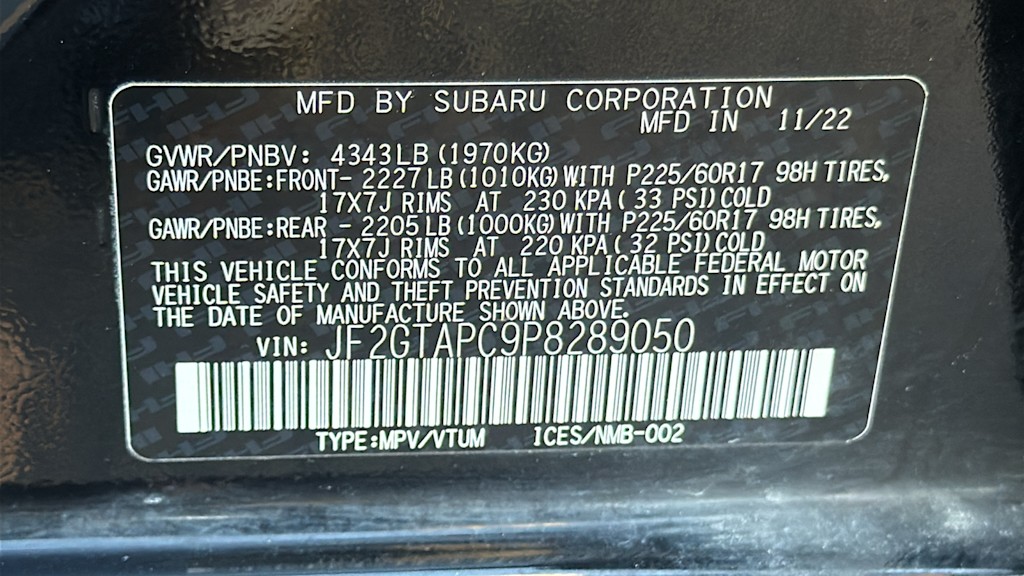 MFD BY SUBARU CORPORATION
MFD IN 11/22
GVWR/PNBV: 4343LB (1970KG)
GAWR/PNBE:FRONT- 2227LB (1010KG) WITH P225/60R17 98H TIRES,
17X7J RIMS AT 230 KPA ( 33 PSI) COLD
GAWR/PNBE:REAR - 2205LB (1000KG) WITH P225/60R17 98H TIRES,
17X7J RIMS AT 220 KPA ( 32 PSI) COLD
THIS VEHICLE CONFORMS TO ALL APPLICABLE FEDERAL MOTOR
VEHICLE SAFETY AND THEFT PREVENTION STANDARDS IN EFFECT ON
THE DATE OF MANUFACTURE SHOWN ABOVE.
VIN: JF2GTAPC9P8289050
TYPE:MPV/VTUM ICES/NMB-002